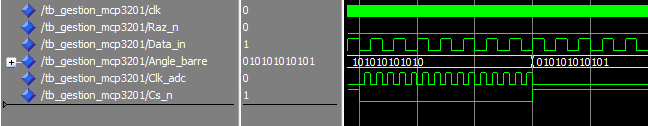 /tb_gestion_mcp3201/clk 0
/tb_gestion_mcp3201/Raz_n 0
/tb_gestion_mcp3201/Data_in 1
/tb_gestion_mcp3201/Angle_barre 010101010101 101010101010 010101010101
/tb_gestion_mcp3201/Clk_adc 0
/tb_gestion_mcp3201/Cs_n 1